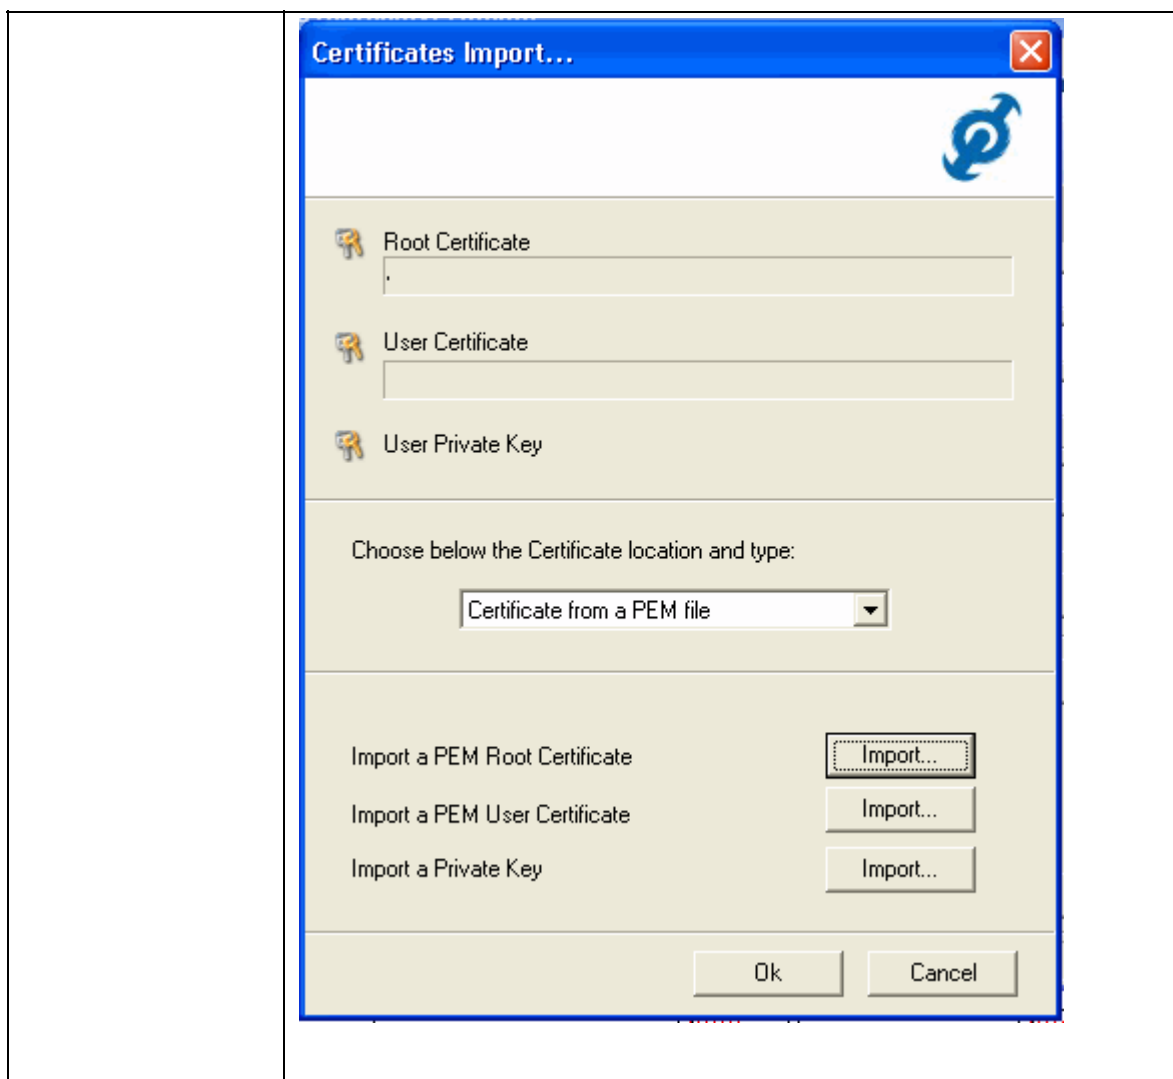 Certificates Import...
Root Certificate
.
User Certificate
User Private Key
Choose below the Certificate location and type:
Certificate from a PEM file
Import a PEM Root Certificate Import...
Import a PEM User Certificate Import...
Import a Private Key Import...
Ok Cancel